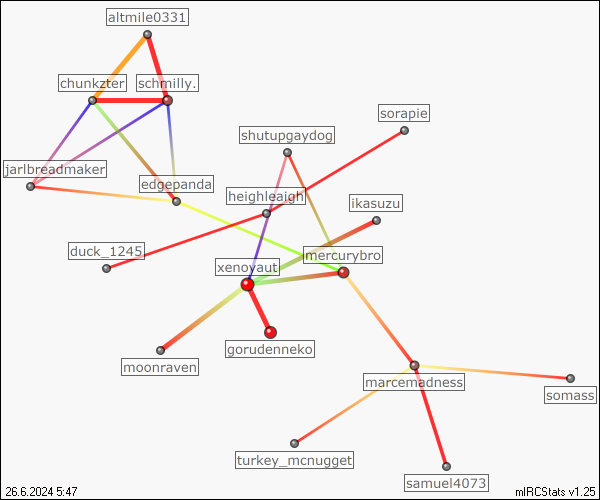 altmile0331
chunkzter
schmilly.
sorapie
shutupgaydog
jarlbreadmaker
edgepanda
heighleaigh
ikasuzu
duck_1245
mercurybro
xenoyaut
gorudenneko
moonraven
marcemadness
somass
turkey_mcnugget
samuel4073
26.6.2024 5:47
mIRCStats v1.25